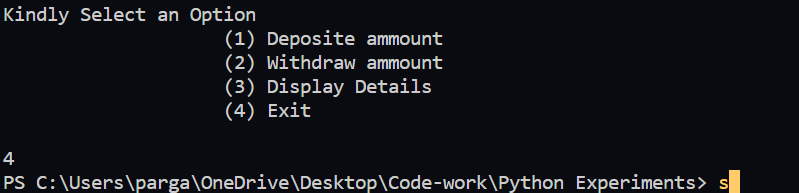 Kindly Select an Option
(1) Deposite ammount
(2) Withdraw ammount
(3) Display Details
(4) Exit
4
PS C:\Users\parga\OneDrive\Desktop\Code-work\Python Experiments> s